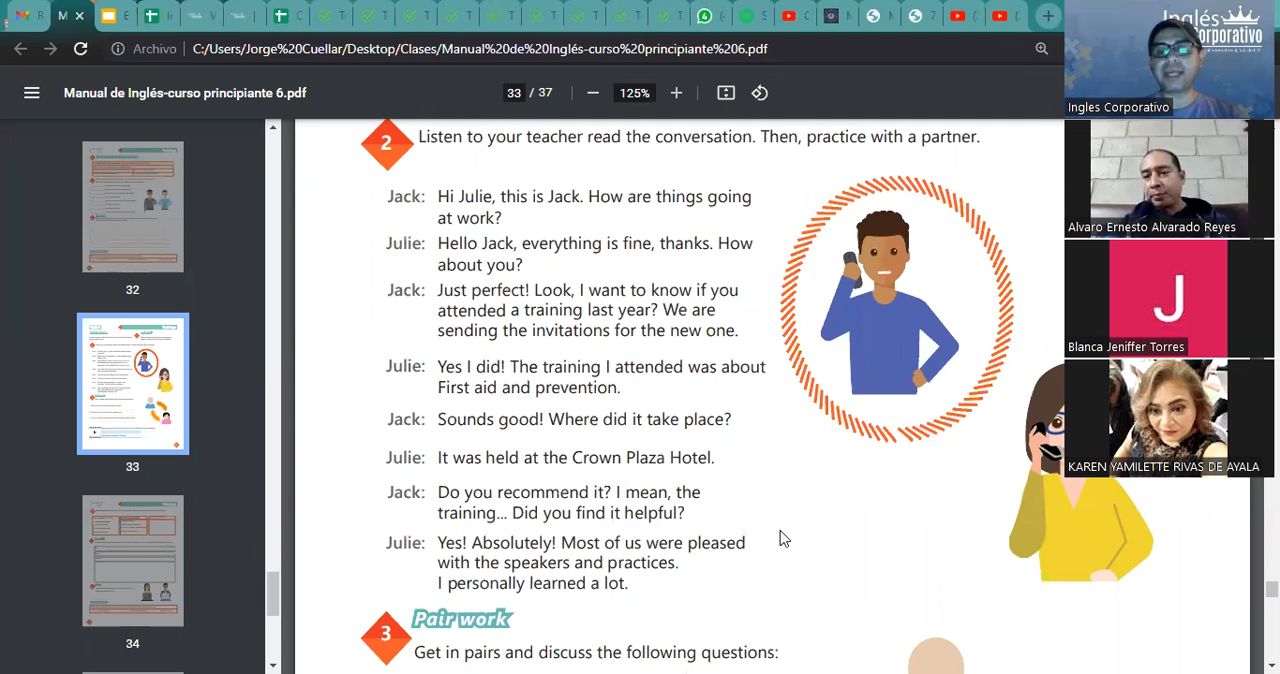 Archivo
C:/Users/Jorge%20Cuellar/Desktop/Clases/Manual%20de%20Inglés-curso%20principiante%206.pdf
Manual de Inglés-curso principiante 6.pdf
33 / 37
125%
32
33
34
2
Listen to your teacher read the conversation. Then, practice with a partner.
Jack: Hi Julie, this is Jack. How are things going
at work?
Julie: Hello Jack, everything is fine, thanks. How
about you?
Jack: Just perfect! Look, I want to know if you
attended a training last year? We are
sending the invitations for the new one.
Julie: Yes I did! The training I attended was about
First aid and prevention.
Jack: Sounds good! Where did it take place?
Julie: It was held at the Crown Plaza Hotel.
Jack: Do you recommend it? I mean, the
training... Did you find it helpful?
Julie: Yes! Absolutely! Most of us were pleased
with the speakers and practices.
I personally learned a lot.
3
Pair work
Get in pairs and discuss the following questions:
Inglés
Corporativo
Ingles Corporativo
Alvaro Ernesto Alvarado Reyes
J
Blanca Jeniffer Torres
KAREN YAMILETTE RIVAS DE AYALA